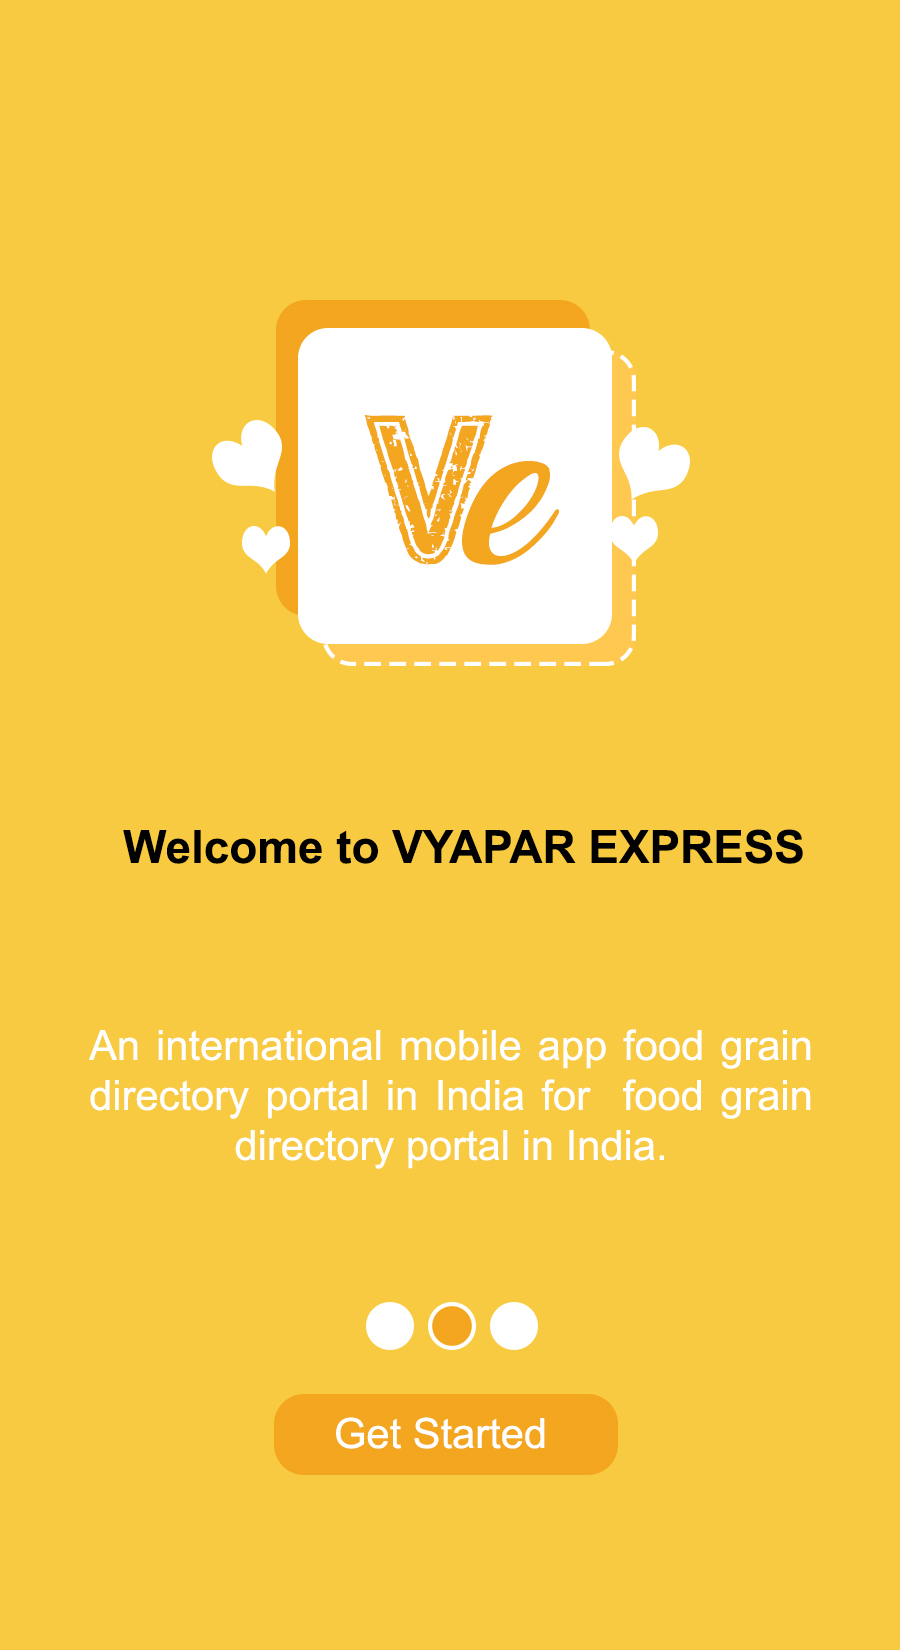 Ve
Welcome to VYAPAR EXPRESS
An international mobile app food grain
directory portal in India for  food grain
directory portal in India.
Get Started